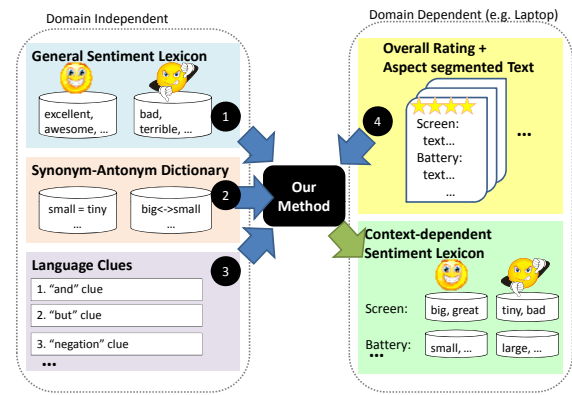 Domain Independent
General Sentiment Lexicon
excellent,
awesome, …
bad,
terrible, …
1
Synonym-Antonym Dictionary
small = tiny
…
big<->small
…
2
Language Clues
3
1. “and” clue
2. “but” clue
3. “negation” clue
…
Our
Method
Domain Dependent (e.g. Laptop)
Overall Rating +
Aspect segmented Text
4
Screen:
text…
Battery:
text…
…
…
Context-dependent
Sentiment Lexicon
Screen:
big, great
tiny, bad
Battery:
small, …
large, …
…